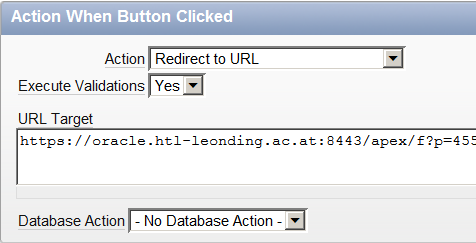 Action When Button Clicked
Action Redirect to URL
Execute Validations Yes
URL Target
https://oracle.htl-leonding.ac.at:8443/apex/f?p=455
Database Action - No Database Action -